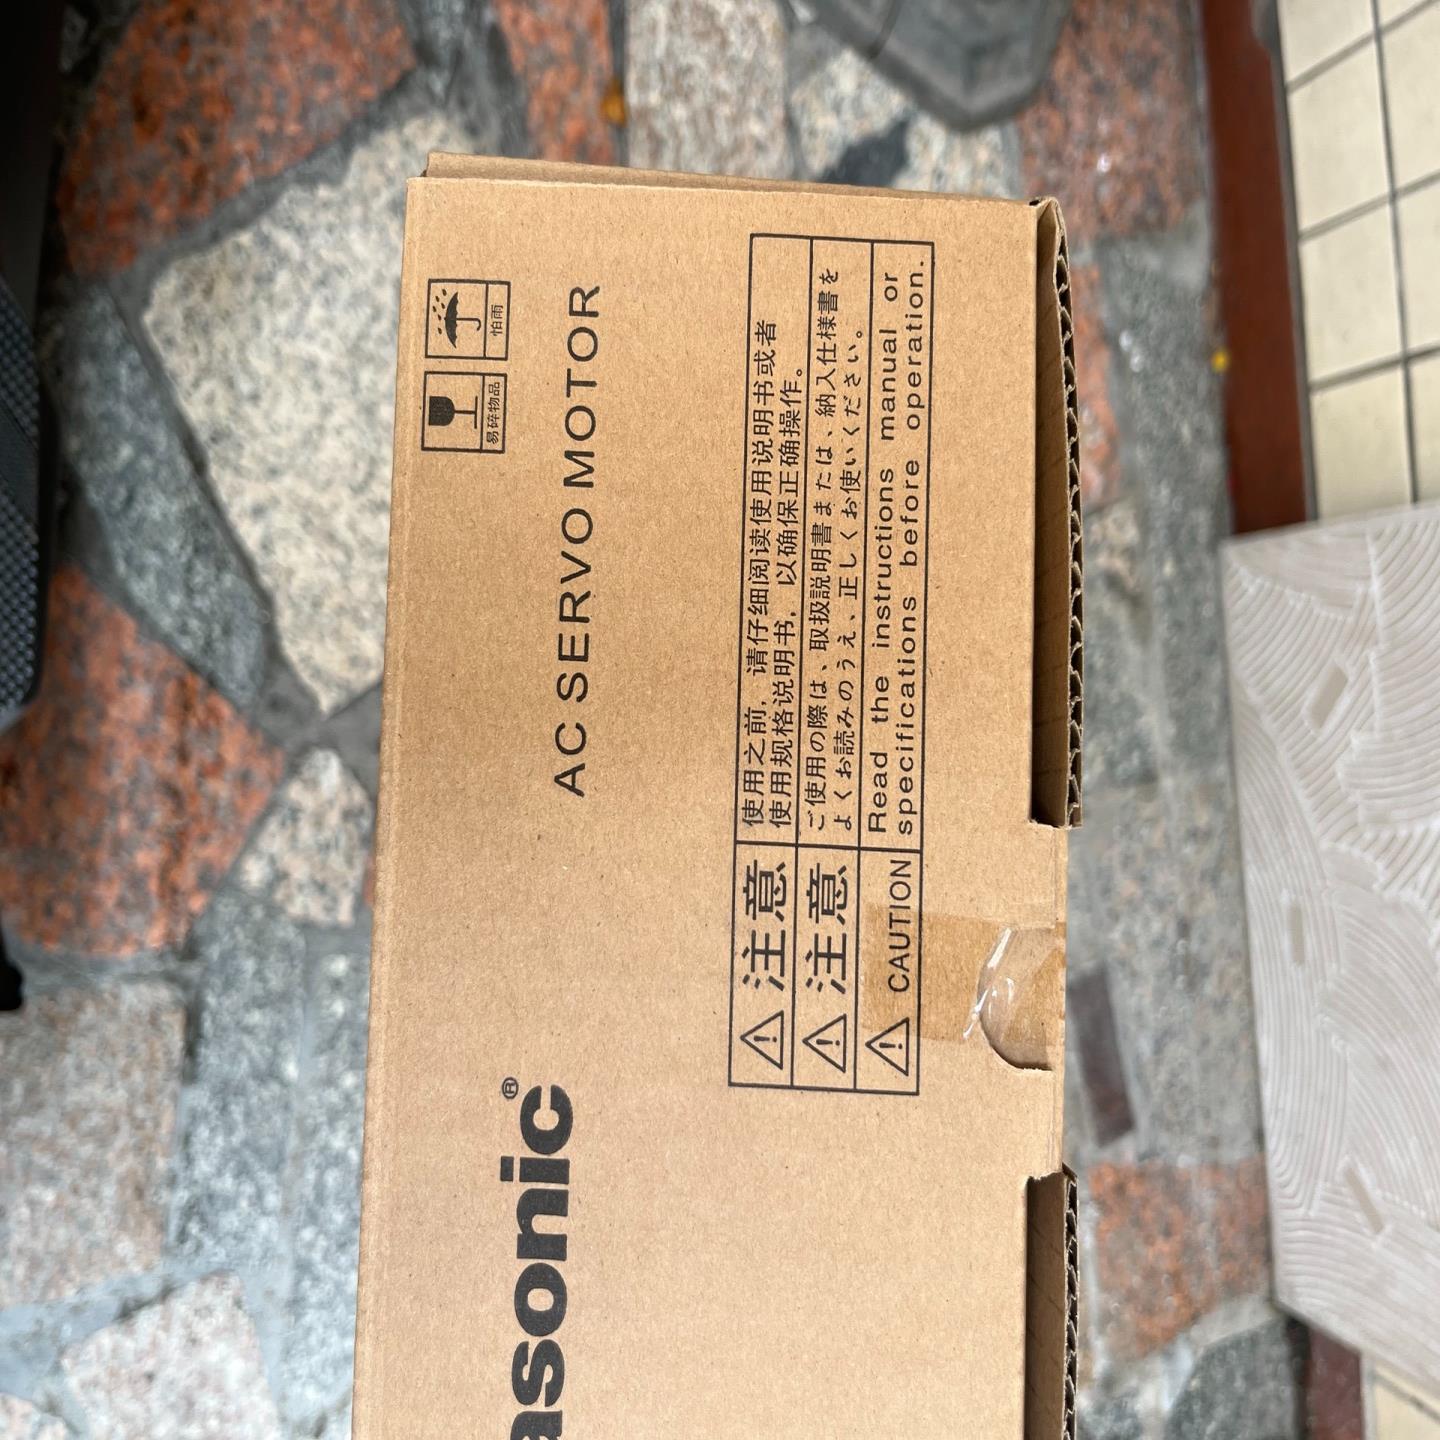 asonic®
AC SERVO MOTOR
易碎物品
怕雨
注意
使用之前，请仔细阅读使用说明书或者
使用规格说明书，以确保正确操作。
注意
ご使用の際は、取扱説明書または、納入仕様書を
よくお読みのうえ、正しくお使いください。
CAUTION
Read the instructions manual or
specifications before operation.